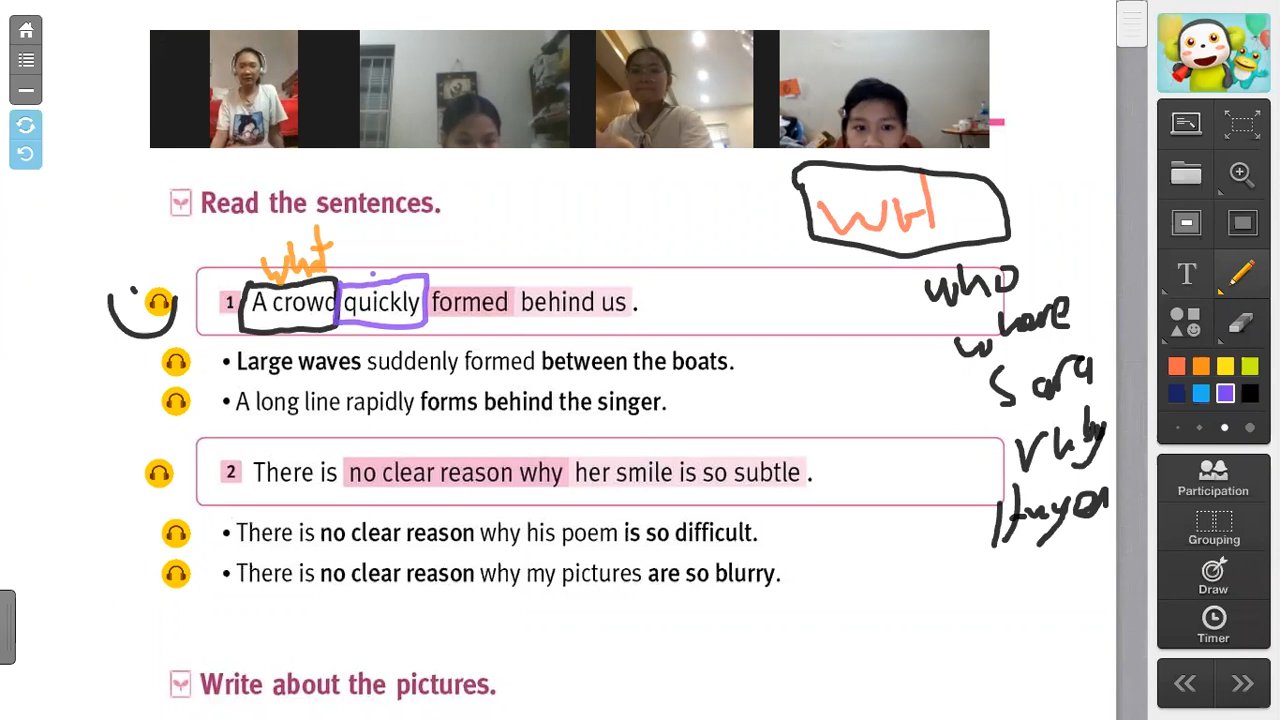 Read the sentences.
WH
what
1 A crowd quickly formed behind us.
who
• Large waves suddenly formed between the boats.
• A long line rapidly forms behind the singer.
Sara
2 There is no clear reason why her smile is so subtle.
• There is no clear reason why his poem is so difficult.
• There is no clear reason why my pictures are so blurry.
Write about the pictures.
T
Participation
Grouping
Draw
Timer